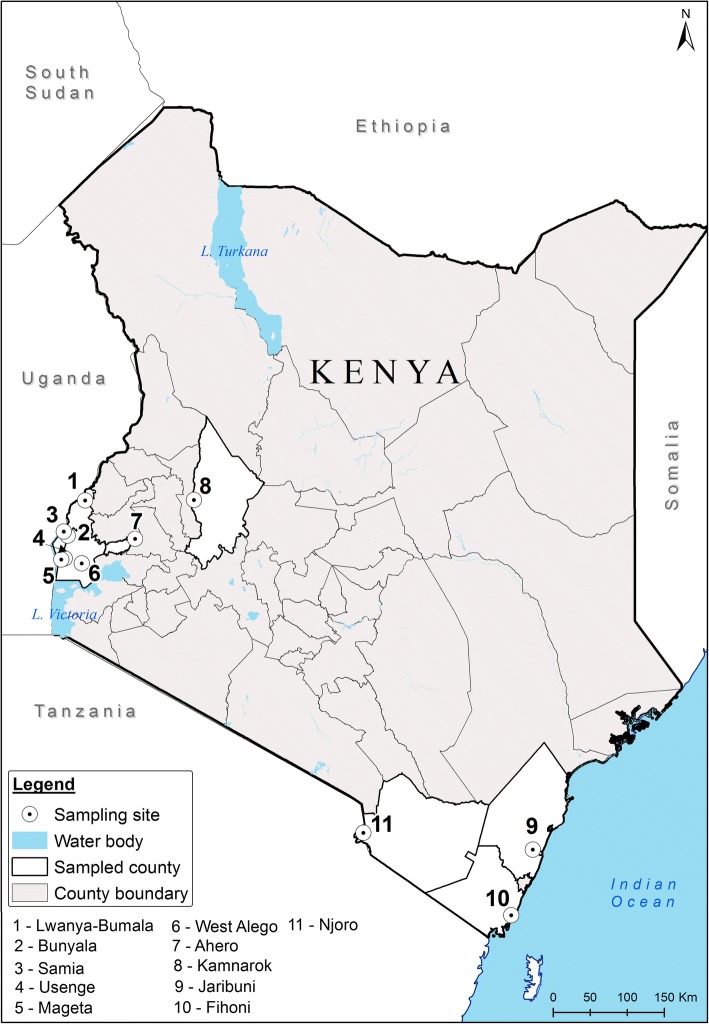 N
South
Sudan
Ethiopia
L. Turkana
KENYA
Uganda
Somalia
1
8
3
2
7
4
5
6
L. Victoria
Tanzania
Legend
Sampling site
Water body
Sampled county
County boundary
11
9
10
Indian
Ocean
1 - Lwanya-Bumala
2 - Bunyala
3 - Samia
4 - Usenge
5 - Mageta
6 - West Alego
7 - Ahero
8 - Kamnarok
9 - Jaribuni
10 - Fihoni
11 - Njoro
0 50 100 150 Km